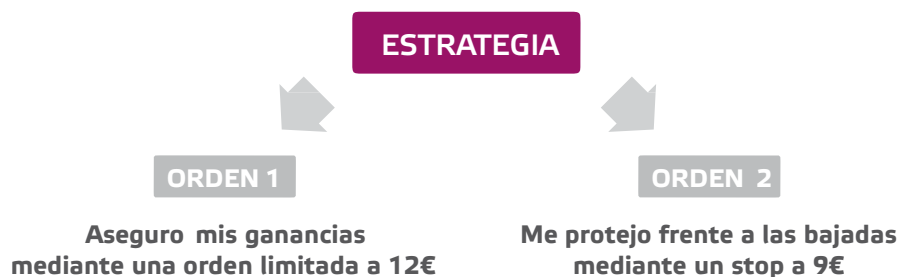 ESTRATEGIA
ORDEN 1
Aseguro mis ganancias
mediante una orden limitada a 12€
ORDEN 2
Me protejo frente a las bajadas
mediante un stop a 9€